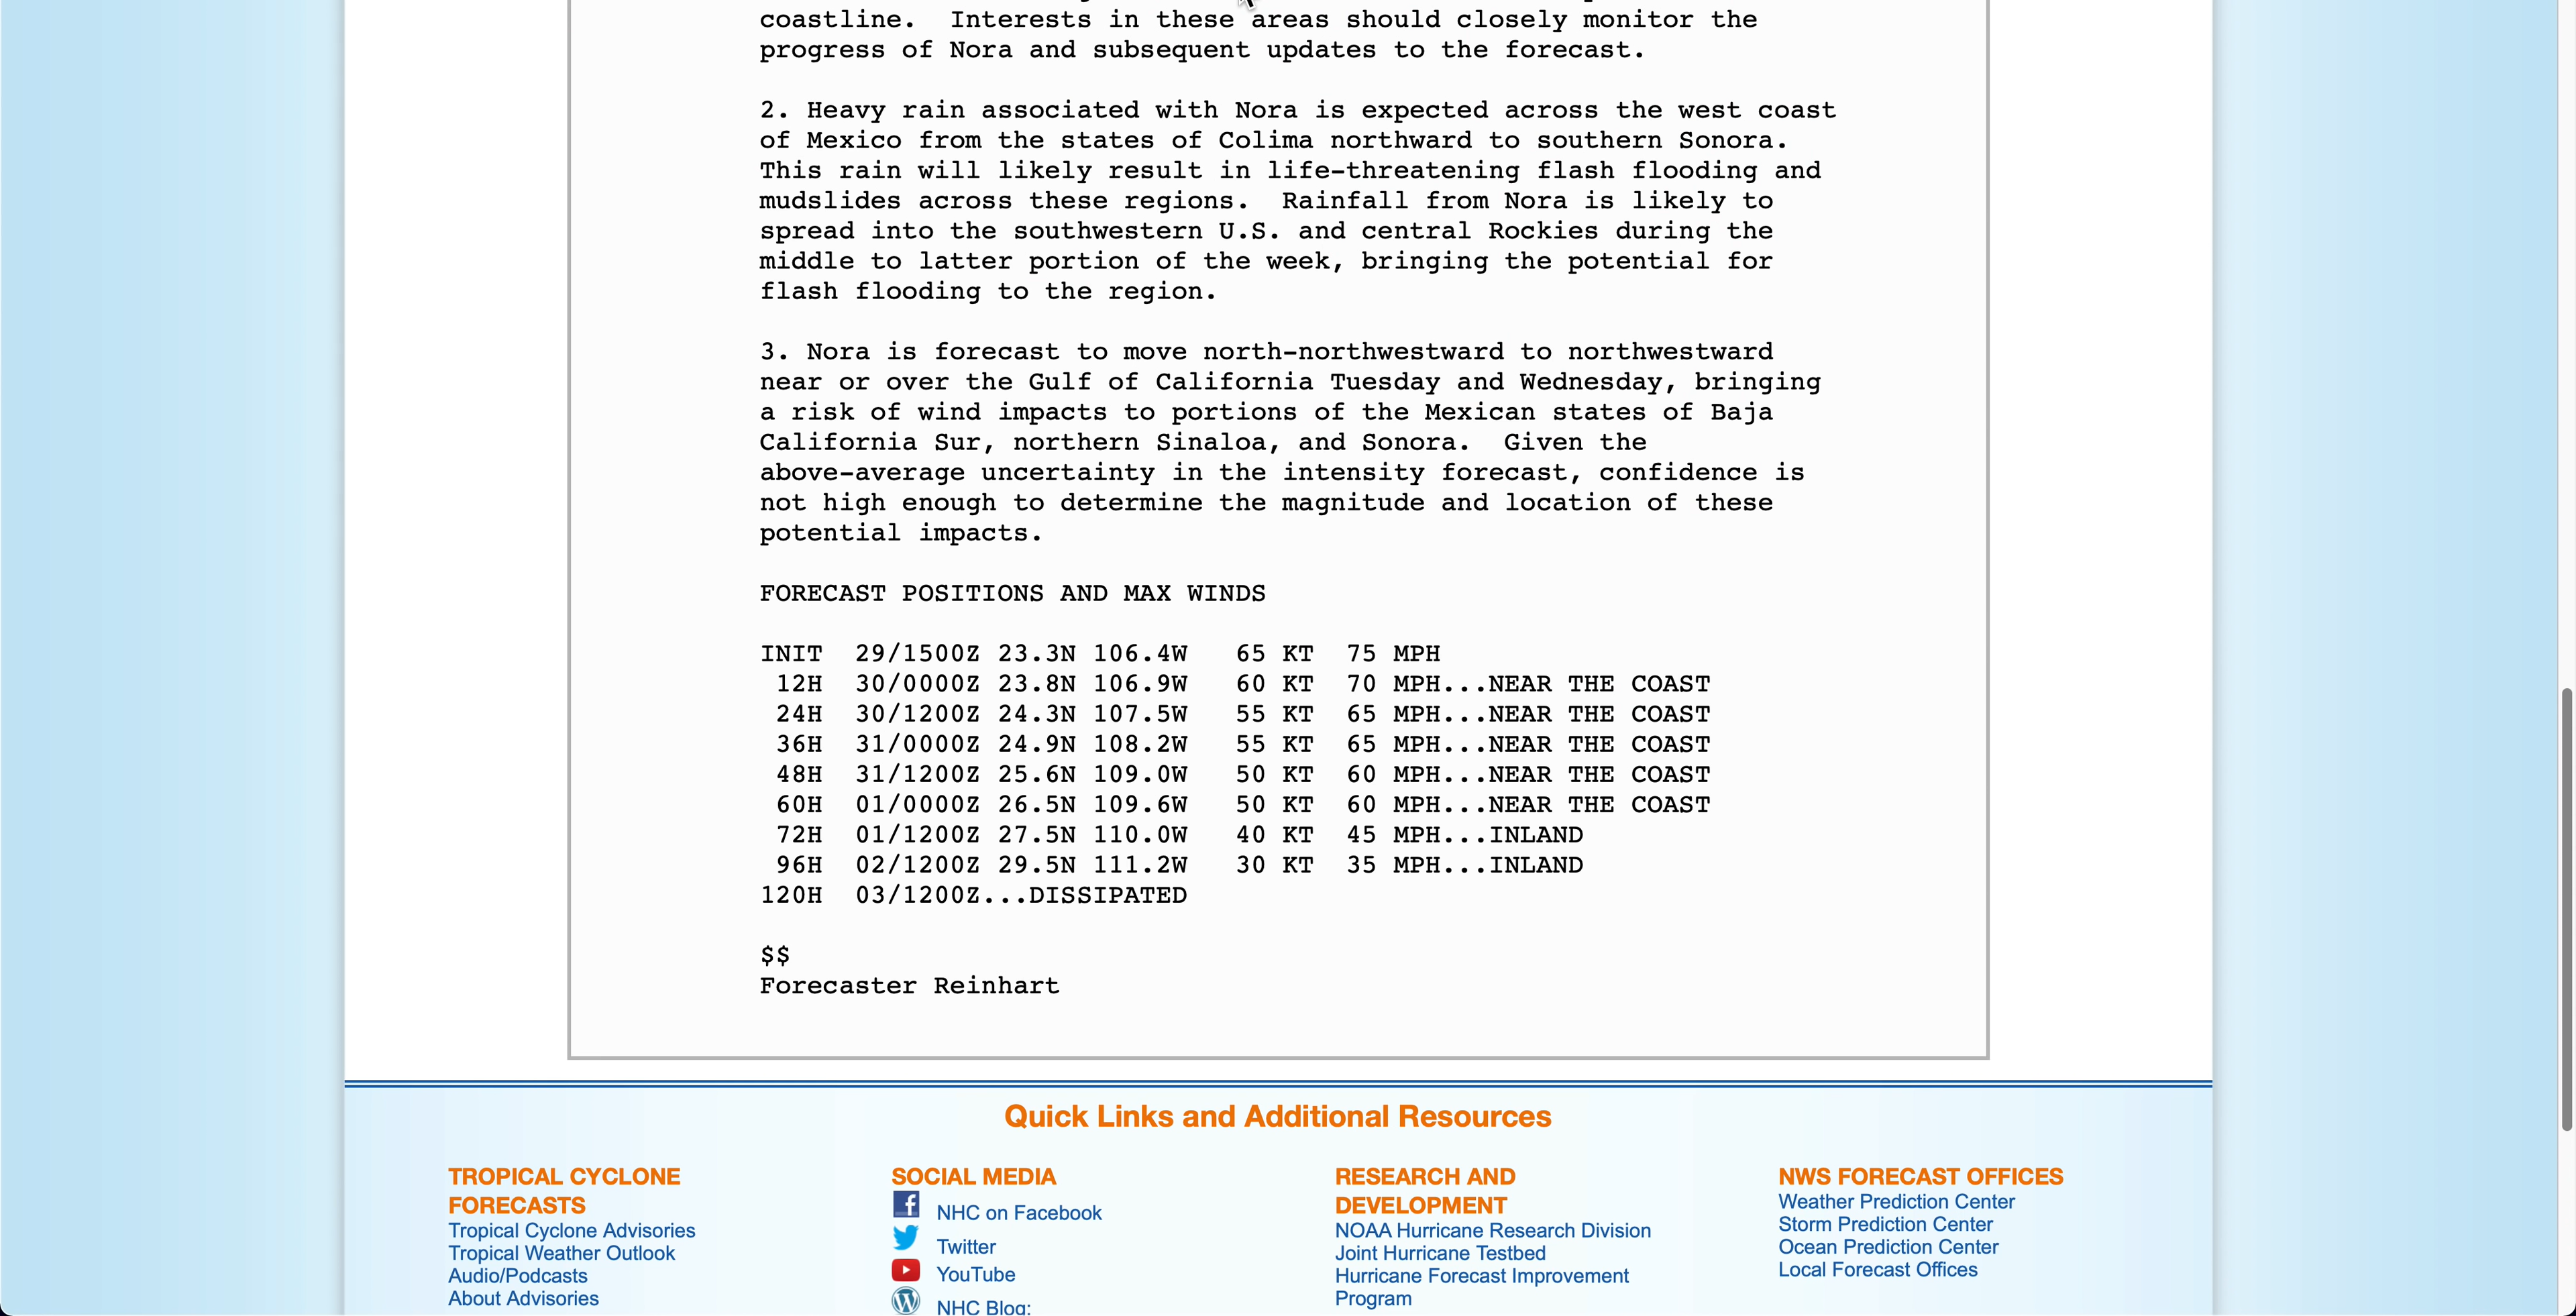 coastline.  Interests in these areas should closely monitor the
progress of Nora and subsequent updates to the forecast.
2. Heavy rain associated with Nora is expected across the west coast
of Mexico from the states of Colima northward to southern Sonora.
This rain will likely result in life-threatening flash flooding and
mudslides across these regions.  Rainfall from Nora is likely to
spread into the southwestern U.S. and central Rockies during the
middle to latter portion of the week, bringing the potential for
flash flooding to the region.
3. Nora is forecast to move north-northwestward to northwestward
near or over the Gulf of California Tuesday and Wednesday, bringing
a risk of wind impacts to portions of the Mexican states of Baja
California Sur, northern Sinaloa, and Sonora.  Given the
above-average uncertainty in the intensity forecast, confidence is
not high enough to determine the magnitude and location of these
potential impacts.
FORECAST POSITIONS AND MAX WINDS
INIT  29/1500Z 23.3N 106.4W   65 KT  75 MPH
 12H  30/0000Z 23.8N 106.9W   60 KT  70 MPH...NEAR THE COAST
 24H  30/1200Z 24.3N 107.5W   55 KT  65 MPH...NEAR THE COAST
 36H  31/0000Z 24.9N 108.2W   55 KT  65 MPH...NEAR THE COAST
 48H  31/1200Z 25.6N 109.0W   50 KT  60 MPH...NEAR THE COAST
 60H  01/0000Z 26.5N 109.6W   50 KT  60 MPH...NEAR THE COAST
 72H  01/1200Z 27.5N 110.0W   40 KT  45 MPH...INLAND
 96H  02/1200Z 29.5N 111.2W   30 KT  35 MPH...INLAND
120H  03/1200Z...DISSIPATED
$$
Forecaster Reinhart
Quick Links and Additional Resources
TROPICAL CYCLONE
FORECASTS
Tropical Cyclone Advisories
Tropical Weather Outlook
Audio/Podcasts
About Advisories
SOCIAL MEDIA
NHC on Facebook
Twitter
YouTube
NHC Blog:
RESEARCH AND
DEVELOPMENT
NOAA Hurricane Research Division
Joint Hurricane Testbed
Hurricane Forecast Improvement
Program
NWS FORECAST OFFICES
Weather Prediction Center
Storm Prediction Center
Ocean Prediction Center
Local Forecast Offices